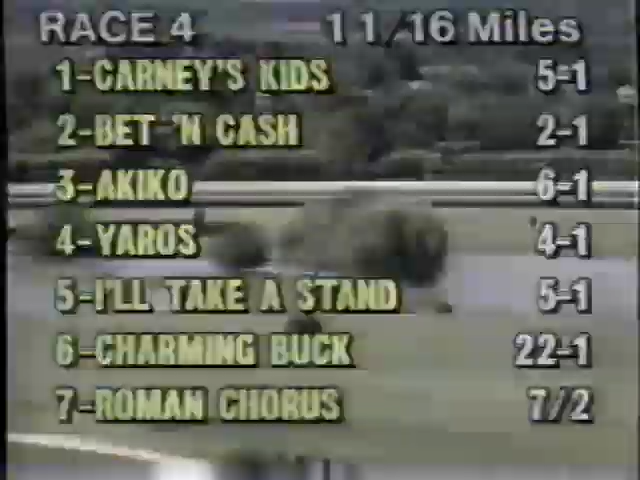 RACE 4 1 1/16 Miles
1-CARNEY'S KIDS 5-1
2-BET 'N CASH 2-1
3-AKIKO 6-1
4-YAROS 4-1
5-I'LL TAKE A STAND 5-1
6-CHARMING BUCK 22-1
7-ROMAN CHORUS 7/2